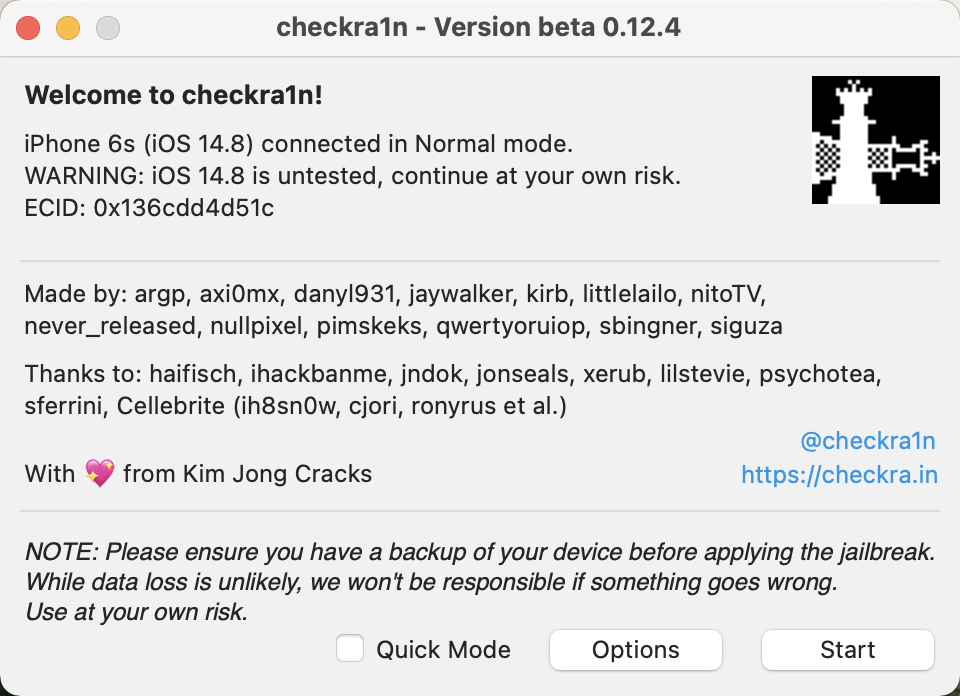 checkra1n - Version beta 0.12.4
Welcome to checkra1n!
iPhone 6s (iOS 14.8) connected in Normal mode.
WARNING: iOS 14.8 is untested, continue at your own risk.
ECID: 0x136cdd4d51c
Made by: argp, axi0mx, danyl931, jaywalker, kirb, littlelailo, nitoTV,
never_released, nullpixel, pimskeks, qwertyoruiop, sbingner, siguza
Thanks to: haifisch, ihackbanme, jndok, jonseals, xerub, lilstevie, psychotea,
sferrini, Cellebrite (ih8sn0w, cjori, ronyrus et al.)
@checkra1n
With 💖 from Kim Jong Cracks
https://checkra.in
NOTE: Please ensure you have a backup of your device before applying the jailbreak.
While data loss is unlikely, we won't be responsible if something goes wrong.
Use at your own risk.
Quick Mode
Options
Start